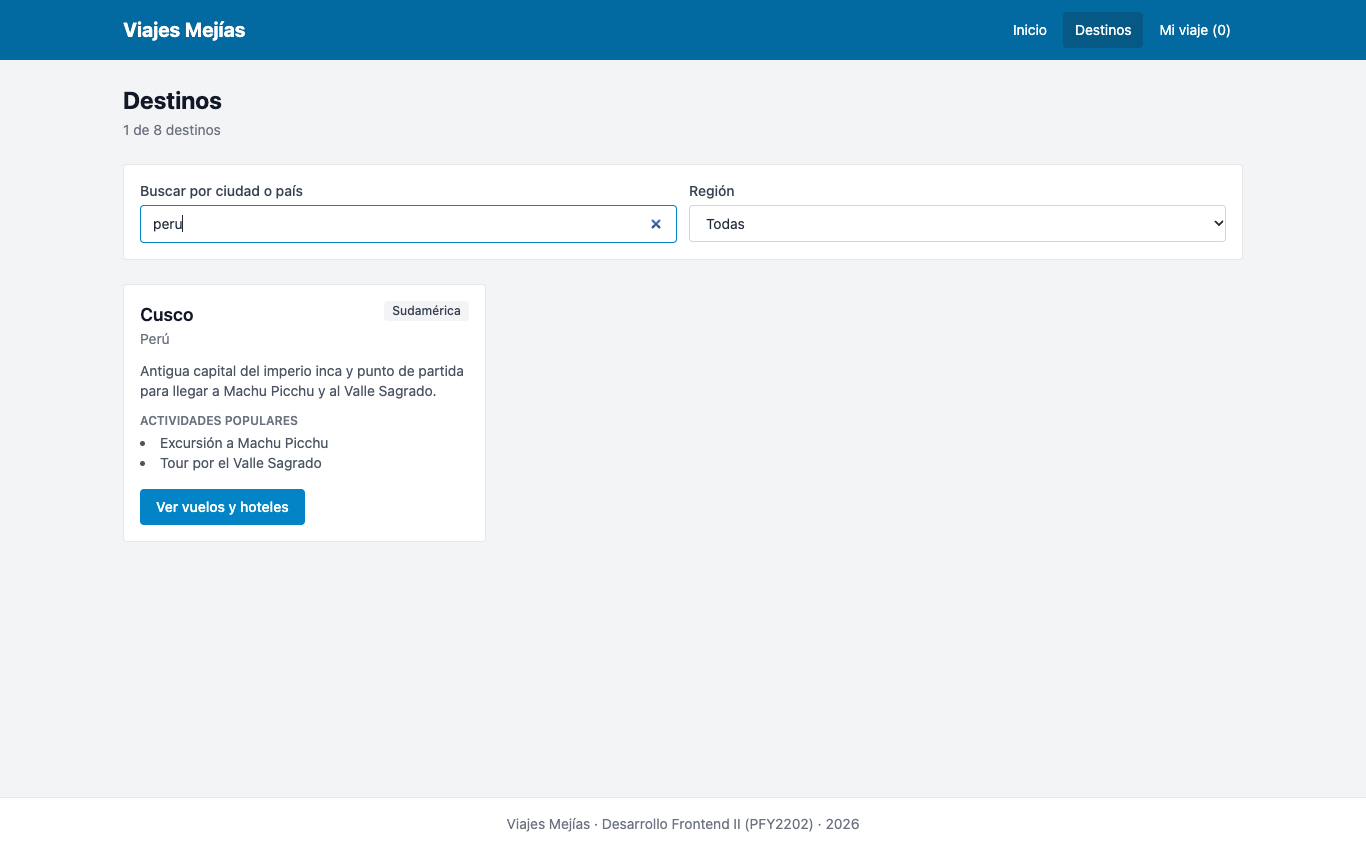 Viajes Mejías
Inicio
Destinos
Mi viaje (0)
Destinos
1 de 8 destinos
Buscar por ciudad o país
Región
peru
Todas
Cusco
Sudamérica
Perú
Antigua capital del imperio inca y punto de partida
para llegar a Machu Picchu y al Valle Sagrado.
ACTIVIDADES POPULARES
Excursión a Machu Picchu
Tour por el Valle Sagrado
Ver vuelos y hoteles
Viajes Mejías · Desarrollo Frontend II (PFY2202) · 2026